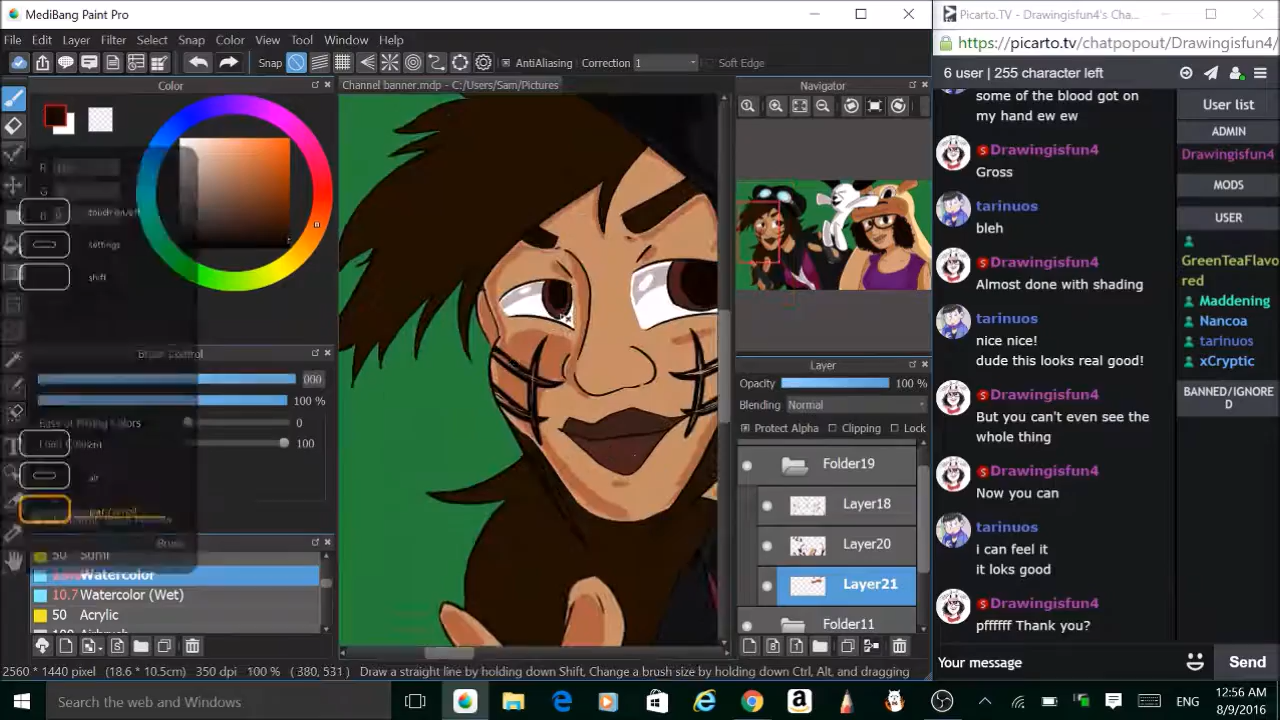 MediBang Paint Pro
Picarto.TV - Drawingisfun4's Cha...
File Edit Layer Filter Select Snap Color View Tool Window Help
https://picarto.tv/chatpopout/Drawingisfun4/
Snap AntiAliasing Correction 1 Soft Edge
6 user | 255 character left
Color
Channel banner.mdp - C:/Users/Sam/Pictures
Navigator
some of the blood got on
my hand ew ew
User list
ADMIN
Drawingisfun4
Drawingisfun4
Gross
MODS
tarinuos
bleh
USER
R
G
B
settings
shift
GreenTeaFlavo
red
Drawingisfun4
Almost done with shading
Maddening
Nancoa
tarinuos
xCryptic
tarinuos
nice nice!
dude this looks real good!
BANNED/IGNORE
D
Brush Control
000
100 %
0
100
Layer
Opacity 100 %
Blending Normal
Protect Alpha Clipping Lock
Folder19
Layer18
Layer20
Layer21
Folder11
Drawingisfun4
But you can't even see the
whole thing
Drawingisfun4
Now you can
tarinuos
i can feel it
it loks good
Drawingisfun4
pffffff Thank you?
alt
Brush
50 Sumi
Watercolor
10.7 Watercolor (Wet)
50 Acrylic
100 Airbrush
2560 * 1440 pixel (18.6 * 10.5cm) 350 dpi 100 % ( 380, 531 ) Draw a straight line by holding down Shift, Change a brush size by holding down Ctrl, Alt, and dragging
Your message
Send
Search the web and Windows
ENG
8/9/2016